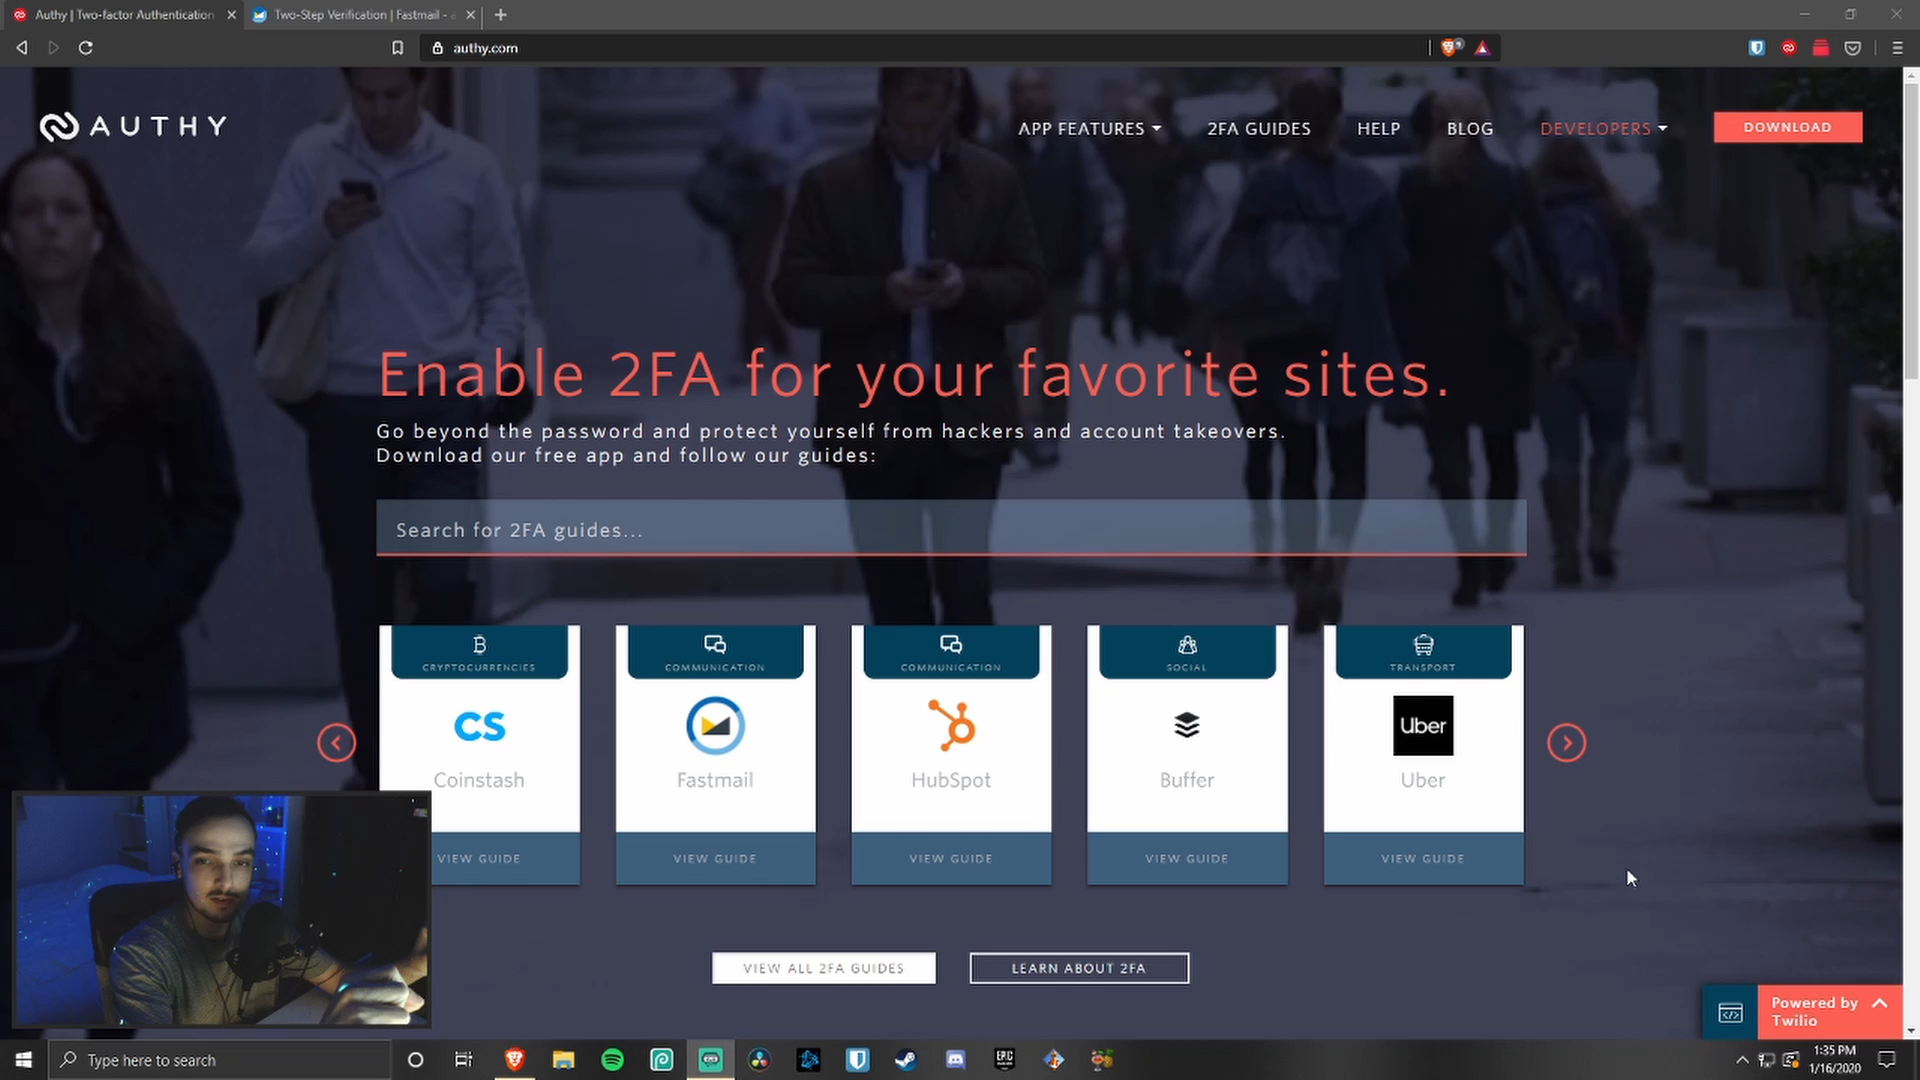 Authy | Two-factor Authentication
Two-Step Verification | Fastmail -
authy.com
AUTHY
APP FEATURES
2FA GUIDES
HELP
BLOG
DEVELOPERS
DOWNLOAD
Enable 2FA for your favorite sites.
Go beyond the password and protect yourself from hackers and account takeovers.
Download our free app and follow our guides:
Search for 2FA guides...
CRYPTOCURRENCIES
COMMUNICATION
COMMUNICATION
SOCIAL
TRANSPORT
CS
Uber
Coinstash
Fastmail
HubSpot
Buffer
Uber
VIEW GUIDE
VIEW GUIDE
VIEW GUIDE
VIEW GUIDE
VIEW GUIDE
VIEW ALL 2FA GUIDES
LEARN ABOUT 2FA
Powered by
Twilio
Type here to search
EPIC
1:35 PM
1/16/2020